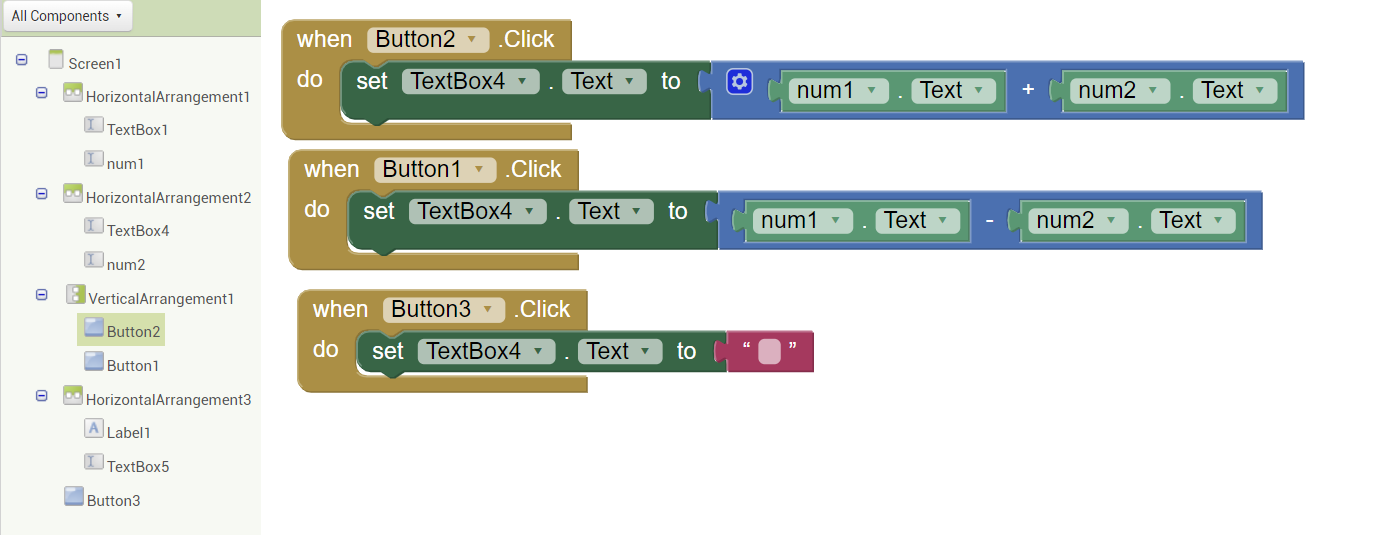 All Components
Screen1
HorizontalArrangement1
TextBox1
num1
HorizontalArrangement2
TextBox4
num2
VerticalArrangement1
Button2
Button1
HorizontalArrangement3
Label1
TextBox5
Button3
when Button2 .Click
do set TextBox4 . Text to num1 . Text + num2 . Text
when Button1 .Click
do set TextBox4 . Text to num1 . Text - num2 . Text
when Button3 .Click
do set TextBox4 . Text to “ ”